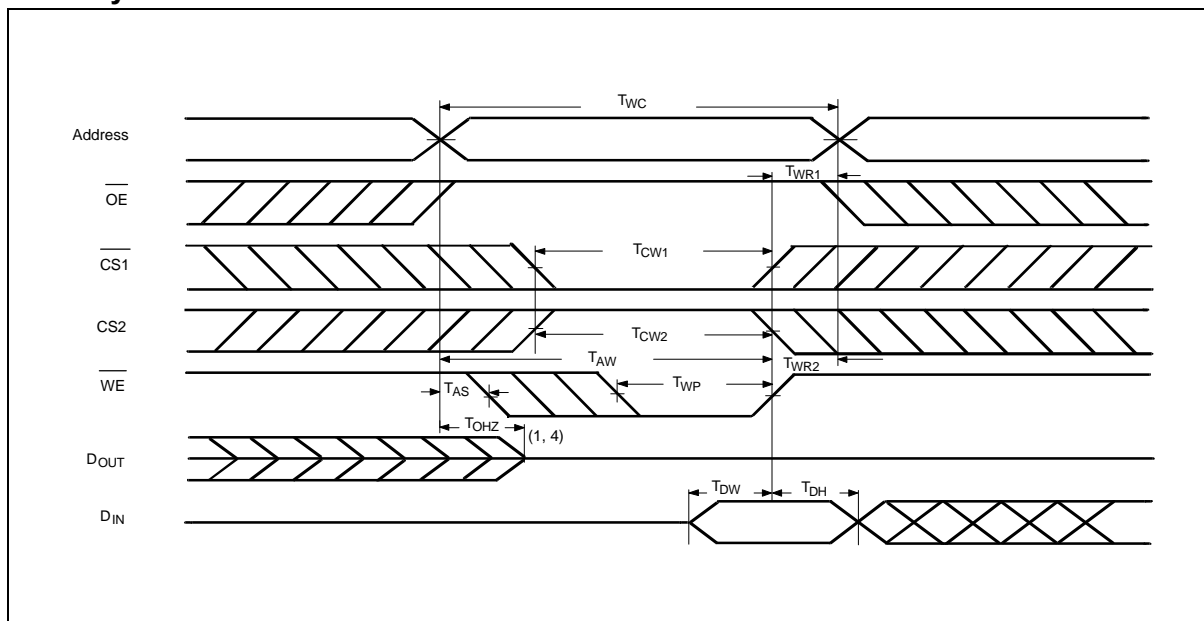 TWC
Address
TWR1
OE
TCW1
CS1
CS2
TCW2
TAW
TWR2
WE
TAS
TWP
TOHZ
(1, 4)
DOUT
TDW
TDH
DIN